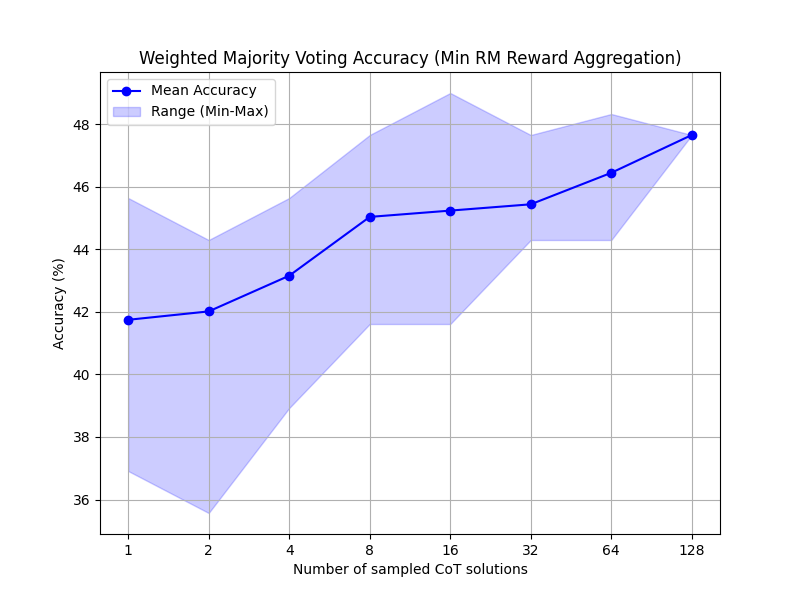 Weighted Majority Voting Accuracy (Min RM Reward Aggregation)
Mean Accuracy
Range (Min-Max)
Accuracy (%)
48
46
44
42
40
38
36
1 2 4 8 16 32 64 128
Number of sampled CoT solutions